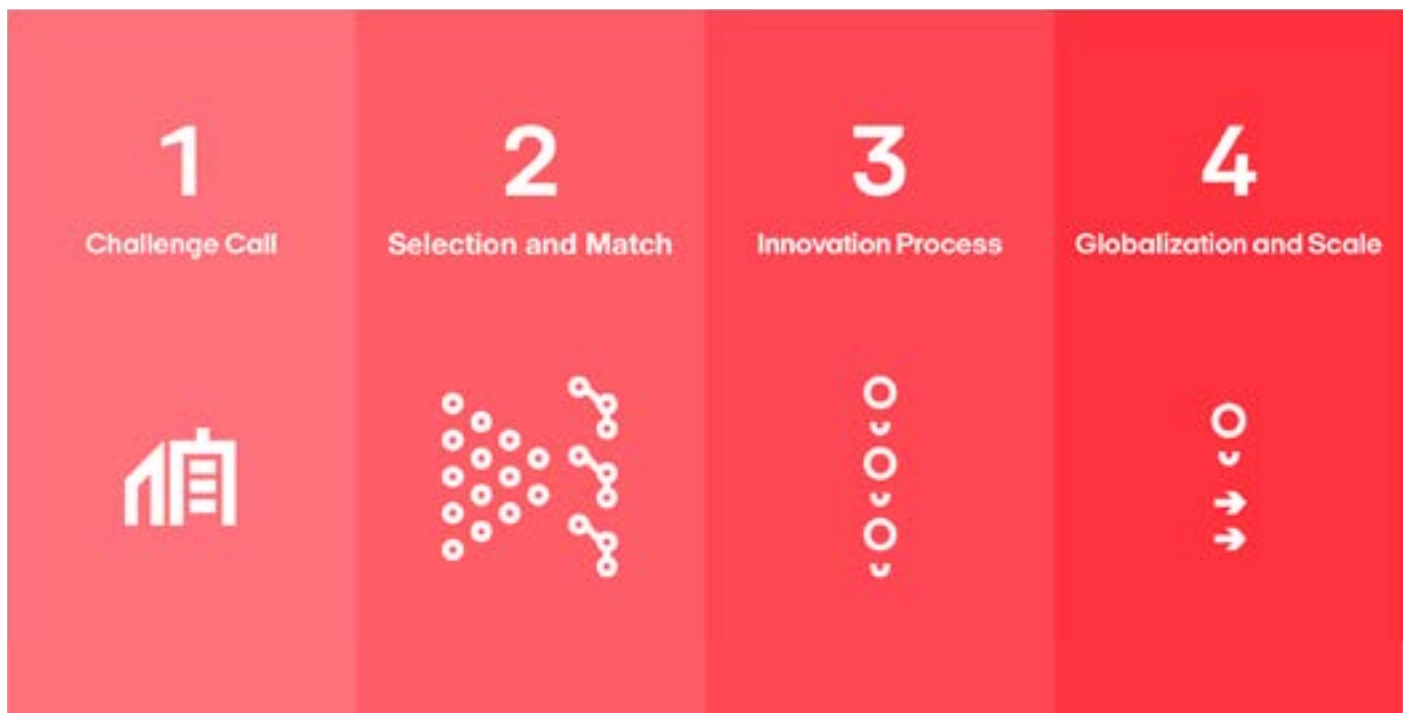 1
Challenge Call
2
Selection and Match
3
Innovation Process
4
Globalization and Scale